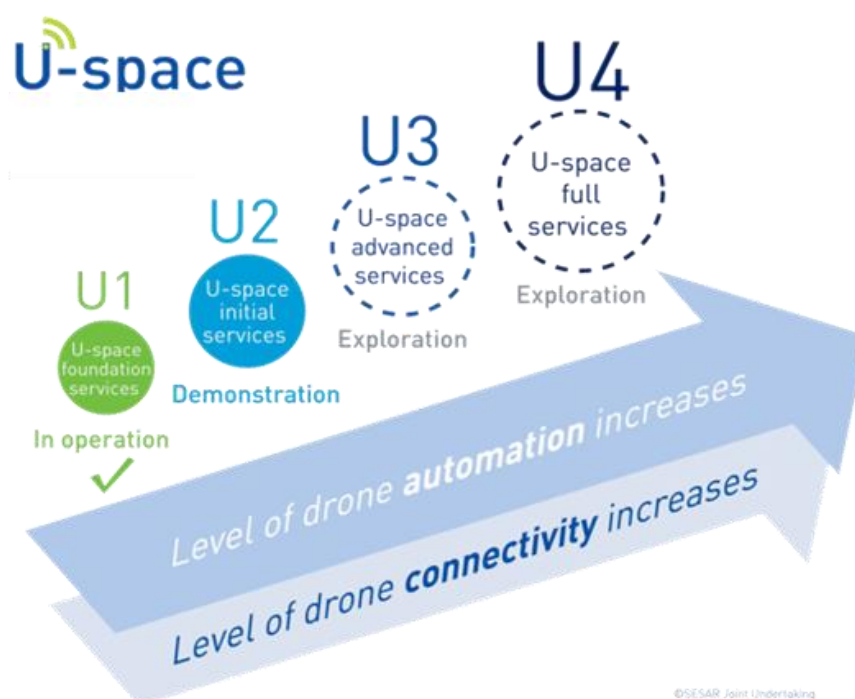 U-space
U4
U-space
full
services
Exploration
U3
U-space
advanced
services
Exploration
U2
U-space
initial
services
Demonstration
U1
U-space
foundation
services
In operation
Level of drone automation increases
Level of drone connectivity increases
©SESAR Joint Undertaking